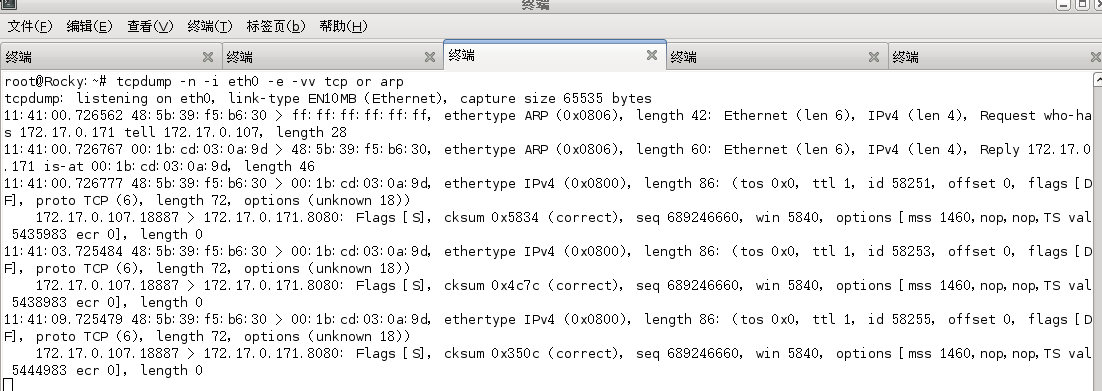 终端
文件(F) 编辑(E) 查看(V) 终端(T) 标签页(b) 帮助(H)
终端 终端 终端 终端 终端
root@Rocky:~# tcpdump -n -i eth0 -e -vv tcp or arp
tcpdump: listening on eth0, link-type EN10MB (Ethernet), capture size 65535 bytes
11:41:00.726562 48:5b:39:f5:b6:30 > ff:ff:ff:ff:ff:ff, ethertype ARP (0x0806), length 42: Ethernet (len 6), IPv4 (len 4), Request who-ha
s 172.17.0.171 tell 172.17.0.107, length 28
11:41:00.726767 00:1b:cd:03:0a:9d > 48:5b:39:f5:b6:30, ethertype ARP (0x0806), length 60: Ethernet (len 6), IPv4 (len 4), Reply 172.17.0
.171 is-at 00:1b:cd:03:0a:9d, length 46
11:41:00.726777 48:5b:39:f5:b6:30 > 00:1b:cd:03:0a:9d, ethertype IPv4 (0x0800), length 86: (tos 0x0, ttl 1, id 58251, offset 0, flags [D
F], proto TCP (6), length 72, options (unknown 18))
172.17.0.107.18887 > 172.17.0.171.8080: Flags [S], cksum 0x5834 (correct), seq 689246660, win 5840, options [mss 1460,nop,nop,TS val
5435983 ecr 0], length 0
11:41:03.725484 48:5b:39:f5:b6:30 > 00:1b:cd:03:0a:9d, ethertype IPv4 (0x0800), length 86: (tos 0x0, ttl 1, id 58253, offset 0, flags [D
F], proto TCP (6), length 72, options (unknown 18))
172.17.0.107.18887 > 172.17.0.171.8080: Flags [S], cksum 0x4c7c (correct), seq 689246660, win 5840, options [mss 1460,nop,nop,TS val
5438983 ecr 0], length 0
11:41:09.725479 48:5b:39:f5:b6:30 > 00:1b:cd:03:0a:9d, ethertype IPv4 (0x0800), length 86: (tos 0x0, ttl 1, id 58255, offset 0, flags [D
F], proto TCP (6), length 72, options (unknown 18))
172.17.0.107.18887 > 172.17.0.171.8080: Flags [S], cksum 0x350c (correct), seq 689246660, win 5840, options [mss 1460,nop,nop,TS val
5444983 ecr 0], length 0